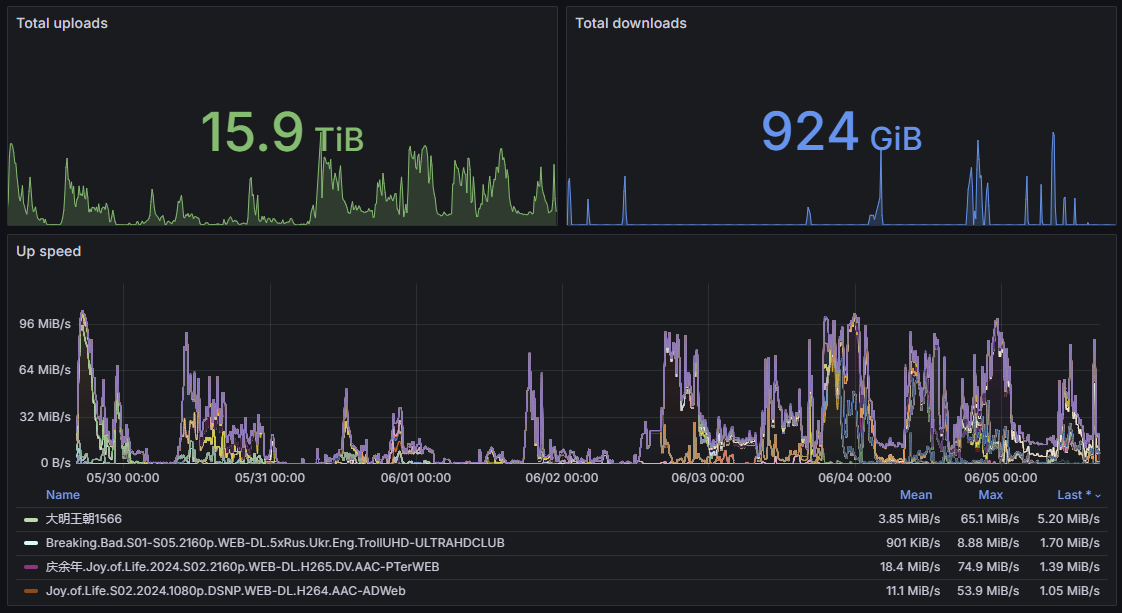 Total uploads
Total downloads
15.9 TiB
924 GiB
Up speed
96 MiB/s
64 MiB/s
32 MiB/s
0 B/s
05/30 00:00 05/31 00:00 06/01 00:00 06/02 00:00 06/03 00:00 06/04 00:00 06/05 00:00
Name Mean Max Last *
大明王朝1566 3.85 MiB/s 65.1 MiB/s 5.20 MiB/s
Breaking.Bad.S01-S05.2160p.WEB-DL.5xRus.Ukr.Eng.TrollUHD-ULTRAHDCLUB 901 KiB/s 8.88 MiB/s 1.70 MiB/s
庆余年.Joy.of.Life.2024.S02.2160p.WEB-DL.H265.DV.AAC-PTerWEB 18.4 MiB/s 74.9 MiB/s 1.39 MiB/s
Joy.of.Life.S02.2024.1080p.DSNP.WEB-DL.H264.AAC-ADWeb 11.1 MiB/s 53.9 MiB/s 1.05 MiB/s